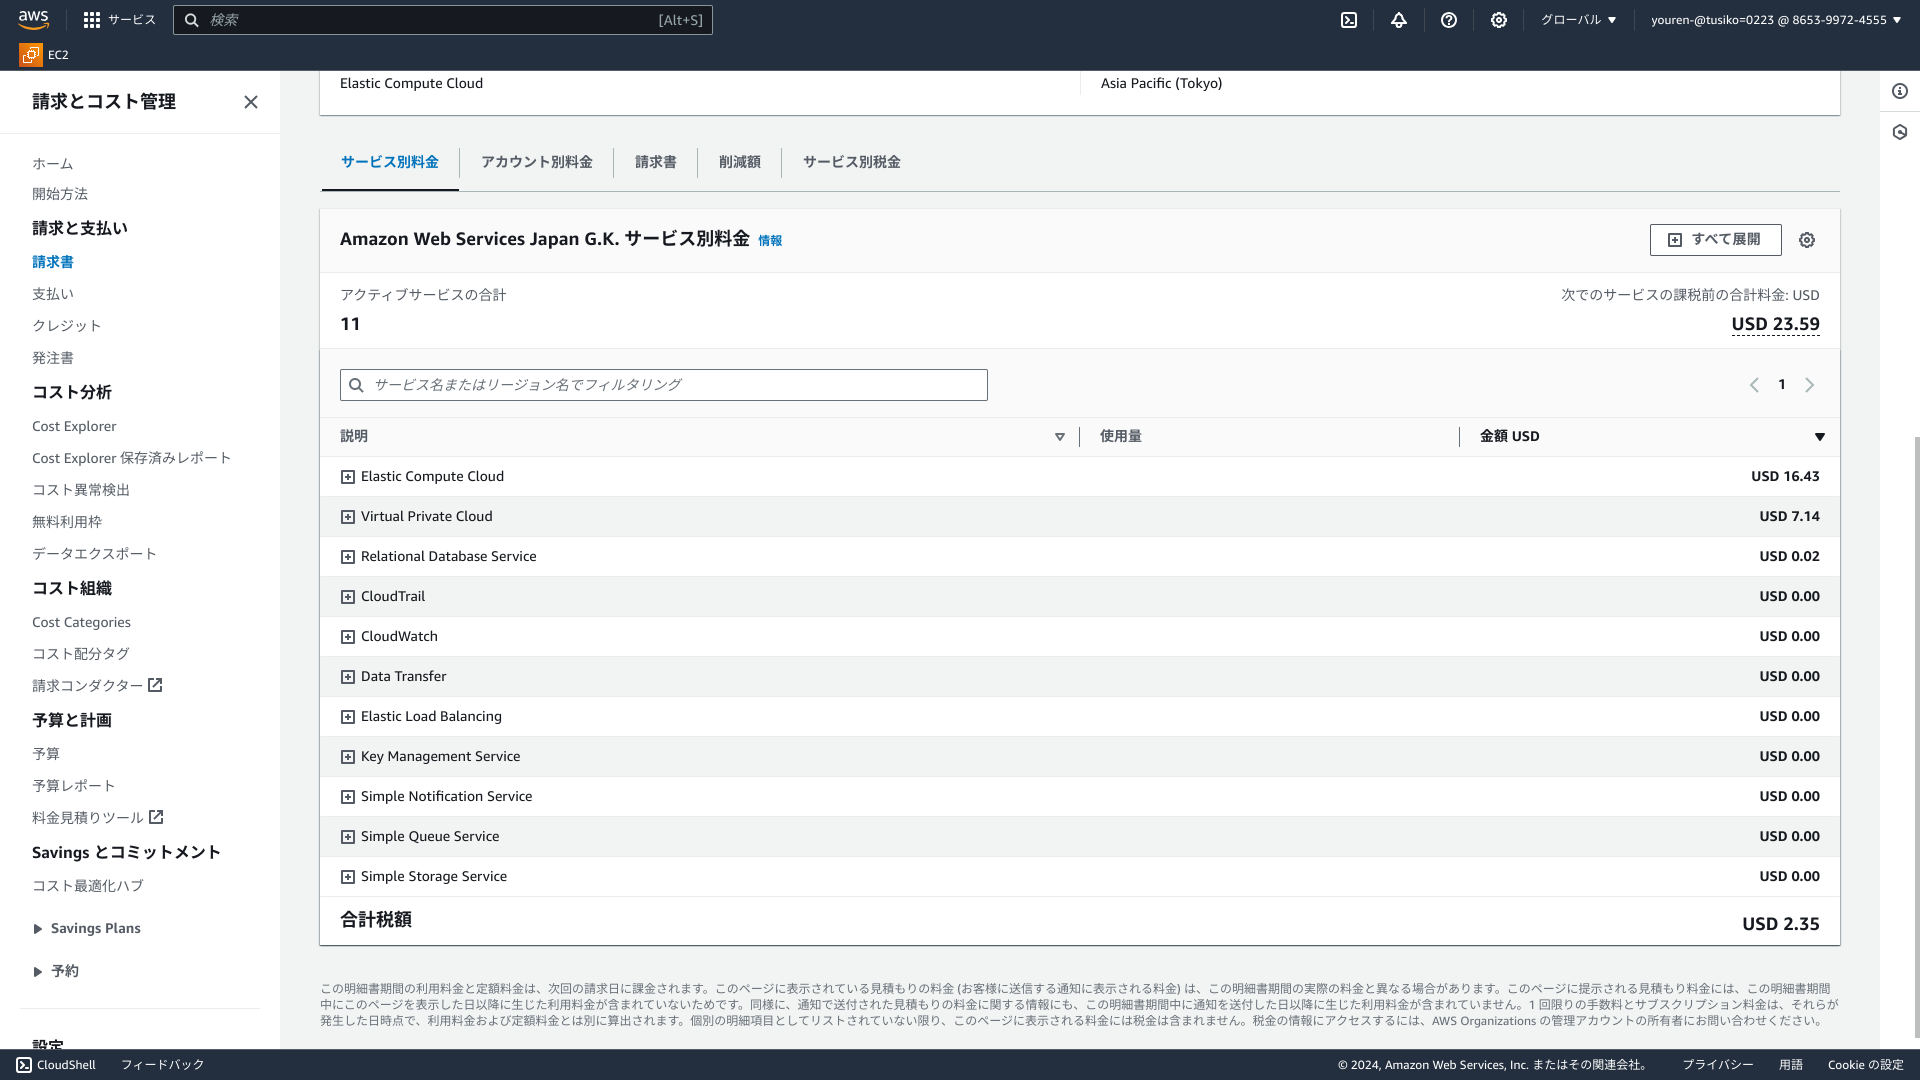 aws
サービス
検索
[Alt+S]
グローバル ▼
youren-@tusiko=0223 @ 8653-9972-4555 ▼
EC2
請求とコスト管理
ホーム
開始方法
請求と支払い
請求書
支払い
クレジット
発注書
コスト分析
Cost Explorer
Cost Explorer 保存済みレポート
コスト異常検出
無料利用枠
データエクスポート
コスト組織
Cost Categories
コスト配分タグ
請求コンダクター
予算と計画
予算
予算レポート
料金見積りツール
Savings とコミットメント
コスト最適化ハブ
Savings Plans
予約
設定
Elastic Compute Cloud
Asia Pacific (Tokyo)
サービス別料金
アカウント別料金
請求書
削減額
サービス別税金
Amazon Web Services Japan G.K. サービス別料金 情報
すべて展開
アクティブサービスの合計
11
次でのサービスの課税前の合計料金: USD
USD 23.59
サービス名またはリージョン名でフィルタリング
1
説明
使用量
金額 USD
Elastic Compute Cloud USD 16.43
Virtual Private Cloud USD 7.14
Relational Database Service USD 0.02
CloudTrail USD 0.00
CloudWatch USD 0.00
Data Transfer USD 0.00
Elastic Load Balancing USD 0.00
Key Management Service USD 0.00
Simple Notification Service USD 0.00
Simple Queue Service USD 0.00
Simple Storage Service USD 0.00
合計税額 USD 2.35
この明細書期間の利用料金と定額料金は、次回の請求日に課金されます。このページに表示されている見積もりの料金 (お客様に送信する通知に表示される料金) は、この明細書期間の実際の料金と異なる場合があります。このページに提示される見積もり料金には、この明細書期間
中にこのページを表示した日以降に生じた利用料金が含まれていないためです。同様に、通知で送付された見積もりの料金に関する情報にも、この明細書期間中に通知を送付した日以降に生じた利用料金が含まれていません。1 回限りの手数料とサブスクリプション料金は、それらが
発生した日時点で、利用料金および定額料金とは別に算出されます。個別の明細項目としてリストされていない限り、このページに表示される料金には税金は含まれません。税金の情報にアクセスするには、AWS Organizations の管理アカウントの所有者にお問い合わせください。
CloudShell
フィードバック
© 2024, Amazon Web Services, Inc. またはその関連会社。
プライバシー
用語
Cookie の設定